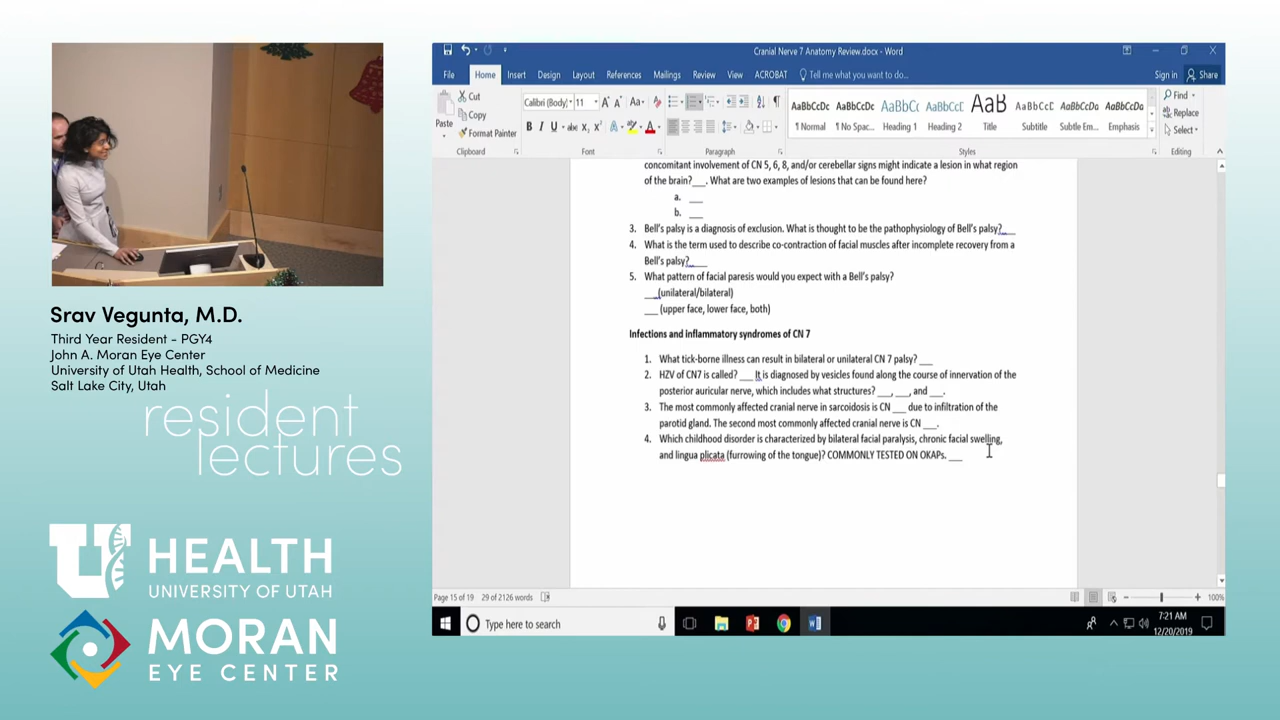 Cranial Nerve 7 Anatomy Review.docx - Word
File Home Insert Design Layout References Mailings Review View ACROBAT Tell me what you want to do... Sign in Share
Paste
Cut
Copy
Format Painter
Clipboard
Calibri (Body) 11
Font
Paragraph
AaBbCcDc AaBbCcDc AaBbCc AaBbCcC AaB AaBbCcC AaBbCcDa AaBbCcDa
¶ Normal ¶ No Spac... Heading 1 Heading 2 Title Subtitle Subtle Em... Emphasis
Styles
Find
Replace
Select
Editing
concomitant involvement of CN 5, 6, 8, and/or cerebellar signs might indicate a lesion in what region
of the brain?___. What are two examples of lesions that can be found here?
a. ___
b. ___
3. Bell's palsy is a diagnosis of exclusion. What is thought to be the pathophysiology of Bell's palsy?___
4. What is the term used to describe co-contraction of facial muscles after incomplete recovery from a
Bell's palsy?___
5. What pattern of facial paresis would you expect with a Bell's palsy?
___(unilateral/bilateral)
___ (upper face, lower face, both)
Infections and inflammatory syndromes of CN 7
1. What tick-borne illness can result in bilateral or unilateral CN 7 palsy? ___
2. HZV of CN7 is called? ___ It is diagnosed by vesicles found along the course of innervation of the
posterior auricular nerve, which includes what structures? ___, ___, and ___.
3. The most commonly affected cranial nerve in sarcoidosis is CN ___ due to infiltration of the
parotid gland. The second most commonly affected cranial nerve is CN ___.
4. Which childhood disorder is characterized by bilateral facial paralysis, chronic facial swelling,
and lingua plicata (furrowing of the tongue)? COMMONLY TESTED ON OKAPs. ___
Page 15 of 19 29 of 2126 words 100%
Type here to search
7:21 AM
12/20/2019
Srav Vegunta, M.D.
Third Year Resident - PGY4
John A. Moran Eye Center
University of Utah Health, School of Medicine
Salt Lake City, Utah
resident
lectures
U HEALTH
UNIVERSITY OF UTAH
MORAN
EYE CENTER